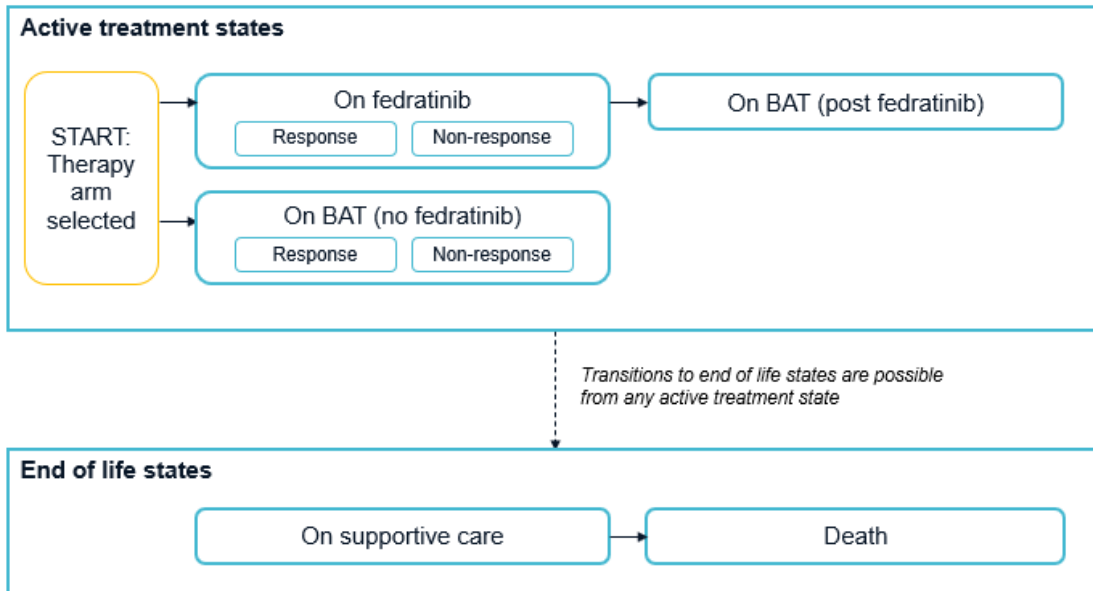 Active treatment states
START:
Therapy
arm
selected
On fedratinib
Response
Non-response
On BAT (post fedratinib)
On BAT (no fedratinib)
Response
Non-response
Transitions to end of life states are possible
from any active treatment state
End of life states
On supportive care
Death